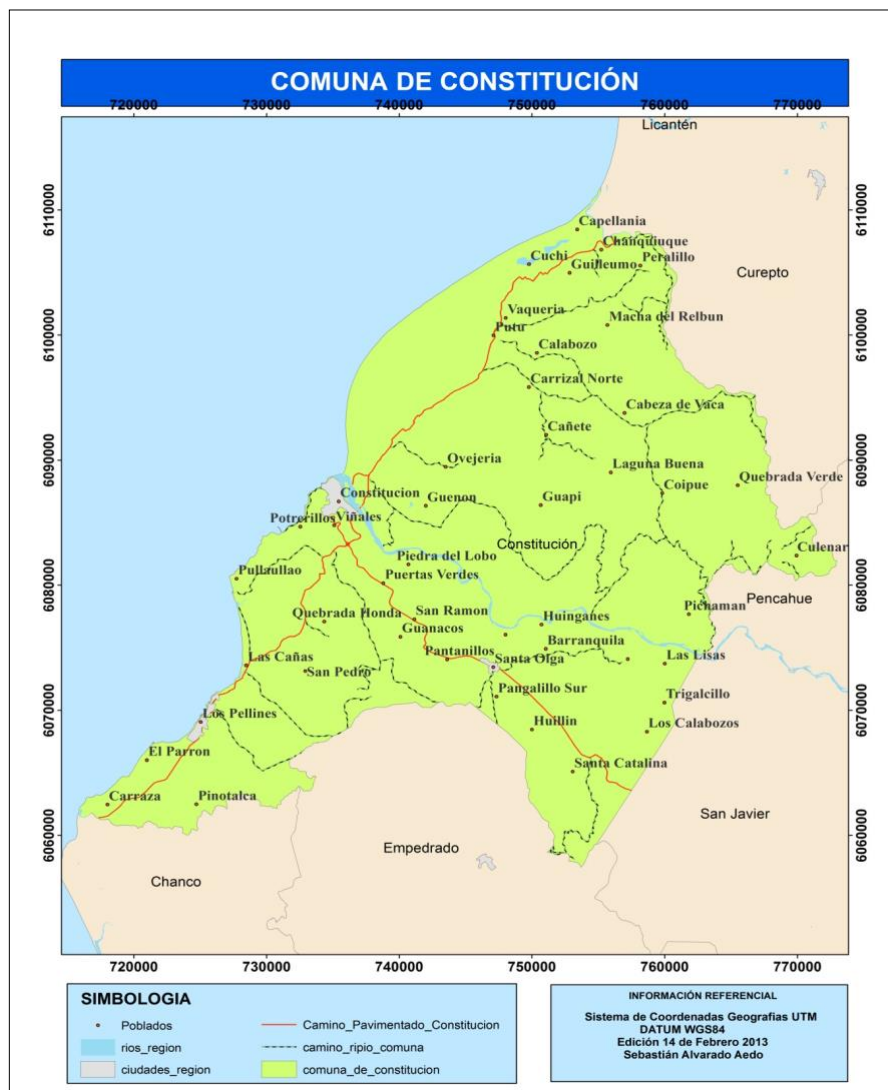 COMUNA DE CONSTITUCIÓN
720000 730000 740000 750000 760000 770000
Licantén
6110000 6110000
Capellania
Chanquiuque
Cuchi
Guilleumo
Peralillo
Curepto
Vaqueria
Macha del Relbun
Putu
6100000 6100000
Calabozo
Carrizal Norte
Cabeza de Vaca
Cañete
6090000 6090000
Ovejeria
Laguna Buena
Quebrada Verde
Constitucion
Guenon
Guapi
Coipue
Potrerillos
Viñales
Constitución
Culenar
Piedra del Lobo
Pullaullao
Puertas Verdes
6080000 6080000
Pencahue
Quebrada Honda
San Ramon
Huinganes
Pichaman
Guanacos
Barranquila
Las Cañas
Pantanillos
Santa Olga
Las Lisas
San Pedro
Pangalillo Sur
Trigalcillo
6070000 6070000
Los Pellines
Huillin
Los Calabozos
El Parron
Santa Catalina
Carraza
Pinotalca
San Javier
6060000 6060000
Empedrado
Chanco
720000 730000 740000 750000 760000 770000
SIMBOLOGIA
Poblados
Camino_Pavimentado_Constitucion
rios_region
camino_ripio_comuna
ciudades_region
comuna_de_constitucion
INFORMACIÓN REFERENCIAL
Sistema de Coordenadas Geografias UTM
DATUM WGS84
Edición 14 de Febrero 2013
Sebastián Alvarado Aedo